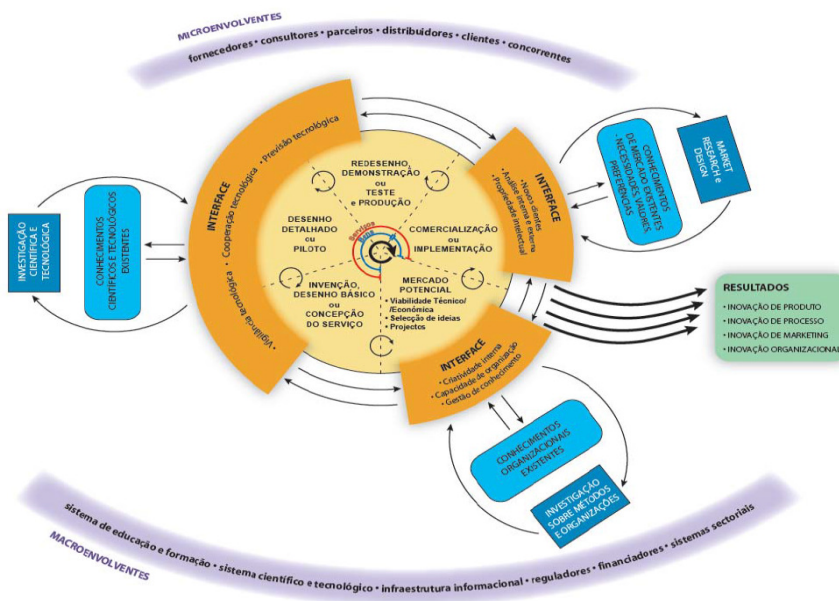 MICROENVOLVENTES
fornecedores • consultores • parceiros • distribuidores • clientes • concorrentes
INTERFACE
• Vigilância tecnológica • Cooperação tecnológica • Previsão tecnológica
INVESTIGAÇÃO
CIENTÍFICA E
TECNOLÓGICA
CONHECIMENTOS
CIENTÍFICOS E TECNOLÓGICOS
EXISTENTES
REDESENHO,
DEMONSTRAÇÃO
ou
TESTE
e PRODUÇÃO
DESENHO
DETALHADO
ou
PILOTO
Serviços
Bens
COMERCIALIZAÇÃO
ou
IMPLEMENTAÇÃO
INVENÇÃO,
DESENHO BÁSICO
ou
CONCEPÇÃO
DO SERVIÇO
MERCADO
POTENCIAL
• Viabilidade Técnico/
/Económica
• Selecção de ideias
• Projectos
INTERFACE
• Novos clientes
• Análise interna e externa
• Propriedade intelectual
CONHECIMENTOS
DE MERCADO EXISTENTES
- NECESSIDADES, VALORES,
PREFERÊNCIAS
MARKET
RESEARCH e
DESIGN
RESULTADOS
• INOVAÇÃO DE PRODUTO
• INOVAÇÃO DE PROCESSO
• INOVAÇÃO DE MARKETING
• INOVAÇÃO ORGANIZACIONAL
INTERFACE
• Criatividade interna
• Capacidade de organização
• Gestão de conhecimento
CONHECIMENTOS
ORGANIZACIONAIS
EXISTENTES
INVESTIGAÇÃO
SOBRE MÉTODOS
E ORGANIZAÇÕES
sistema de educação e formação • sistema científico e tecnológico • infraestrutura informacional • reguladores • financiadores • sistemas sectoriais
MACROENVOLVENTES